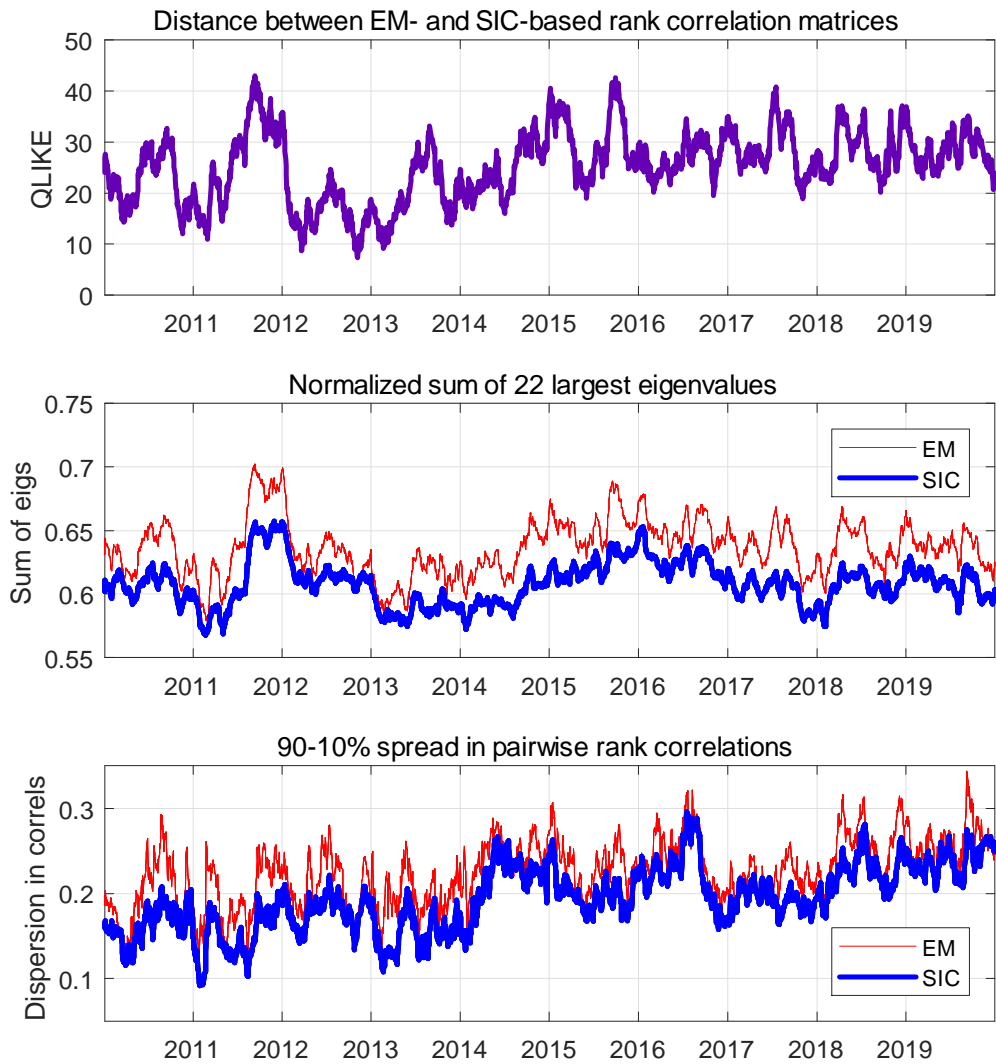 Distance between EM- and SIC-based rank correlation matrices
50
40
30
20
10
0
QLIKE
2011 2012 2013 2014 2015 2016 2017 2018 2019
Normalized sum of 22 largest eigenvalues
0.75
0.7
0.65
0.6
0.55
Sum of eigs
EM
SIC
2011 2012 2013 2014 2015 2016 2017 2018 2019
90-10% spread in pairwise rank correlations
0.3
0.2
0.1
Dispersion in correls
EM
SIC
2011 2012 2013 2014 2015 2016 2017 2018 2019